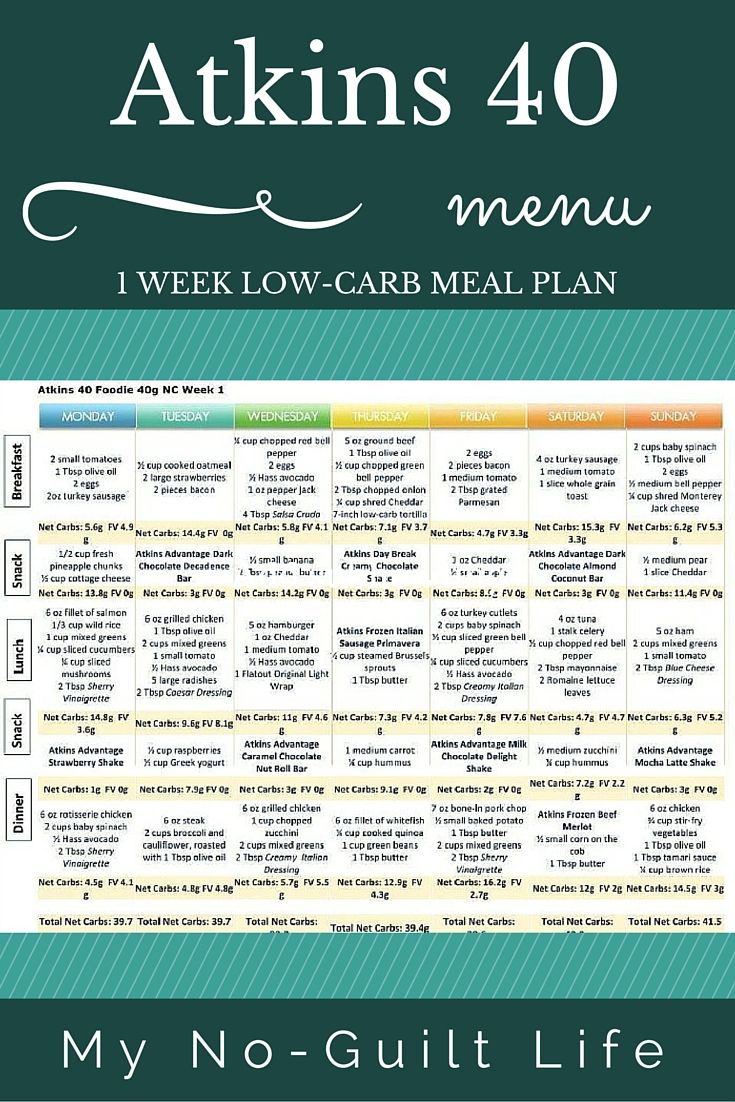 Atkins 40
menu
1 WEEK LOW-CARB MEAL PLAN
Atkins 40 Foodie 40g NC Week 1
MONDAY
TUESDAY
WEDNESDAY
THURSDAY
FRIDAY
SATURDAY
SUNDAY
Breakfast
2 small tomatoes
1 Tbsp olive oil
2 eggs
2oz turkey sausage
½ cup cooked oatmeal
2 large strawberries
2 pieces bacon
¼ cup chopped red bell
pepper
2 eggs
½ Hass avocado
1 oz pepper Jack
cheese
4 Tbsp Salsa Cruda
5 oz ground beef
1 Tbsp olive oil
½ cup chopped green
bell pepper
2 Tbsp chopped onion
¼ cup shred Cheddar
7-inch low-carb tortilla
2 eggs
2 pieces bacon
1 medium tomato
2 Tbsp grated
Parmesan
4 oz turkey sausage
1 medium tomato
1 slice whole grain
toast
2 cups baby spinach
1 Tbsp olive oil
2 eggs
½ medium bell pepper
¼ cup shred Monterey
Jack cheese
Net Carbs: 5.6g FV 4.9
g
Net Carbs: 14.4g FV 0g
Net Carbs: 5.8g FV 4.1
g
Net Carbs: 7.1g FV 3.7
g
Net Carbs: 4.7g FV 3.3g
Net Carbs: 15.3g FV
3.3g
Net Carbs: 6.2g FV 5.3
g
Snack
1/2 cup fresh
pineapple chunks
½ cup cottage cheese
Atkins Advantage Dark
Chocolate Decadence
Bar
½ small banana
Atkins Day Break
Creamy Chocolate
oz Cheddar
Atkins Advantage Dark
Chocolate Almond
Coconut Bar
½ medium pear
1 slice Cheddar
Net Carbs: 13.8g FV 0g
Net Carbs: 3g FV 0g
Net Carbs: 14.2g FV 0g
Net Carbs: 3g FV 0g
Net Carbs: FV 0g
Net Carbs: 3g FV 0g
Net Carbs: 11.4g FV 0g
Lunch
6 oz fillet of salmon
1/3 cup wild rice
1 cup mixed greens
¼ cup sliced cucumbers
¼ cup sliced
mushrooms
2 Tbsp Sherry
Vinaigrette
6 oz grilled chicken
1 Tbsp olive oil
2 cups mixed greens
1 small tomato
½ Hass avocado
5 large radishes
2 Tbsp Caesar Dressing
5 oz hamburger
1 oz Cheddar
1 medium tomato
½ Hass avocado
1 Flatout Original Light
Wrap
Atkins Frozen Italian
Sausage Primavera
½ cup steamed Brussels
sprouts
1 Tbsp butter
6 oz turkey cutlets
2 cups baby spinach
½ cup sliced green bell
pepper
¼ cup sliced cucumbers
½ Hass avocado
2 Tbsp Creamy Italian
Dressing
4 oz tuna
1 stalk celery
½ cup chopped red bell
pepper
2 Tbsp mayonnaise
2 Romaine lettuce
leaves
5 oz ham
2 cups mixed greens
1 small tomato
2 Tbsp Blue Cheese
Dressing
Net Carbs: 14.8g FV
3.6g
Net Carbs: 9.6g FV 8.1g
Net Carbs: 11g FV 4.6
g
Net Carbs: 7.3g FV 4.2
g
Net Carbs: 7.8g FV 7.6
g
Net Carbs: 4.7g FV 4.7
g
Net Carbs: 6.3g FV 5.2
g
Snack
Atkins Advantage
Strawberry Shake
cup raspberries
½ cup Greek yogurt
Atkins Advantage
Caramel Chocolate
Nut Roll Bar
1 medium carrot
¼ cup hummus
Atkins Advantage Milk
Chocolate Delight
Shake
½ medium zucchini
¼ cup hummus
Atkins Advantage
Mocha Latte Shake
Net Carbs: 1g FV 0g
Net Carbs: 7.9g FV 0g
Net Carbs: 3g FV 0g
Net Carbs: 9.1g FV 0g
Net Carbs: 2g FV 0g
Net Carbs: 7.2g FV 2.2
g
Net Carbs: 3g FV 0g
Dinner
6 oz rotisserie chicken
2 cups baby spinach
½ Hass avocado
2 Tbsp Sherry
Vinaigrette
6 oz steak
2 cups broccoli and
cauliflower, roasted
with 1 Tbsp olive oil
6 oz grilled chicken
1 cup chopped
zucchini
2 cups mixed greens
2 Tbsp Creamy Italian
Dressing
6 oz fillet of whitefish
¼ cup cooked quinoa
1 cup green beans
1 Tbsp butter
7 oz bone-in pork chop
½ small baked potato
1 Tbsp butter
2 cups mixed greens
2 Tbsp Sherry
Vinaigrette
Atkins Frozen Beef
Merlot
½ small corn on the
cob
1 Tbsp butter
6 oz chicken
¾ cup stir-fry
vegetables
1 Tbsp olive oil
1 Tbsp tamari sauce
¼ cup brown rice
Net Carbs: 4.5g FV 4.1
g
Net Carbs: 4.8g FV 4.8g
Net Carbs: 5.7g FV 5.5
g
Net Carbs: 12.9g FV
4.3g
Net Carbs: 16.2g FV
2.7g
Net Carbs: 12g FV 2g
Net Carbs: 14.5g FV 3g
Total Net Carbs: 39.7
Total Net Carbs: 39.7
Total Net Carbs:
Total Net Carbs: 39.4g
Total Net Carbs:
Total Net Carbs:
Total Net Carbs: 41.5
My No-Guilt Life